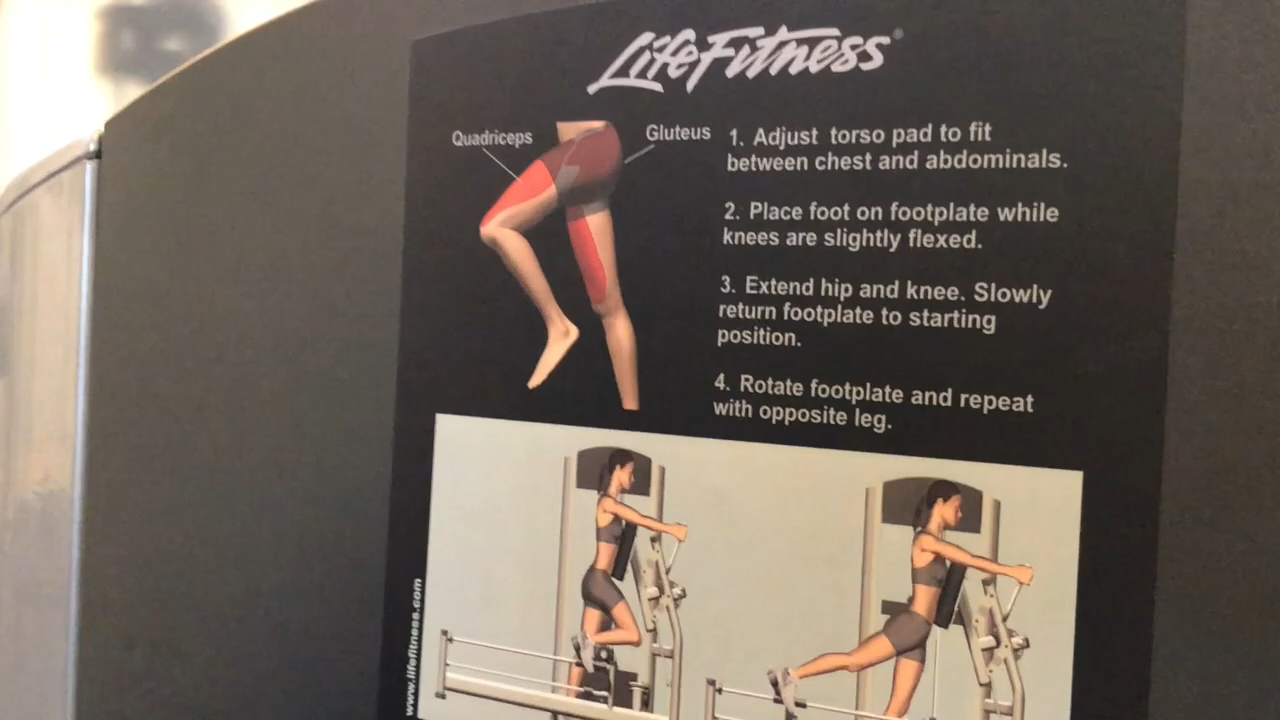 LifeFitness®
Quadriceps
Gluteus
1. Adjust torso pad to fit
between chest and abdominals.
2. Place foot on footplate while
knees are slightly flexed.
3. Extend hip and knee. Slowly
return footplate to starting
position.
4. Rotate footplate and repeat
with opposite leg.
www.lifefitness.com